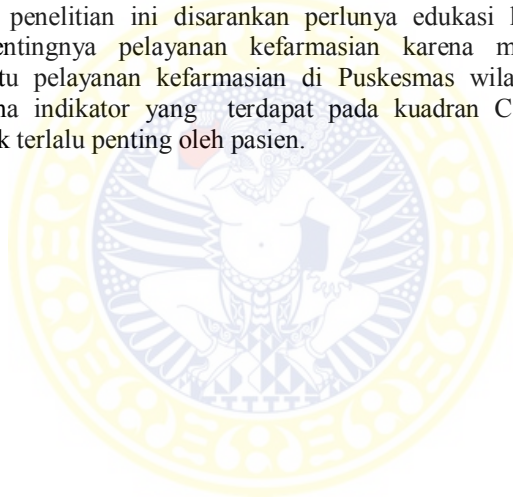 penelitian ini disarankan perlunya edukasi
entingnya pelayanan kefarmasian karena m
tu pelayanan kefarmasian di Puskesmas wila
na indikator yang terdapat pada kuadran C
k terlalu penting oleh pasien.